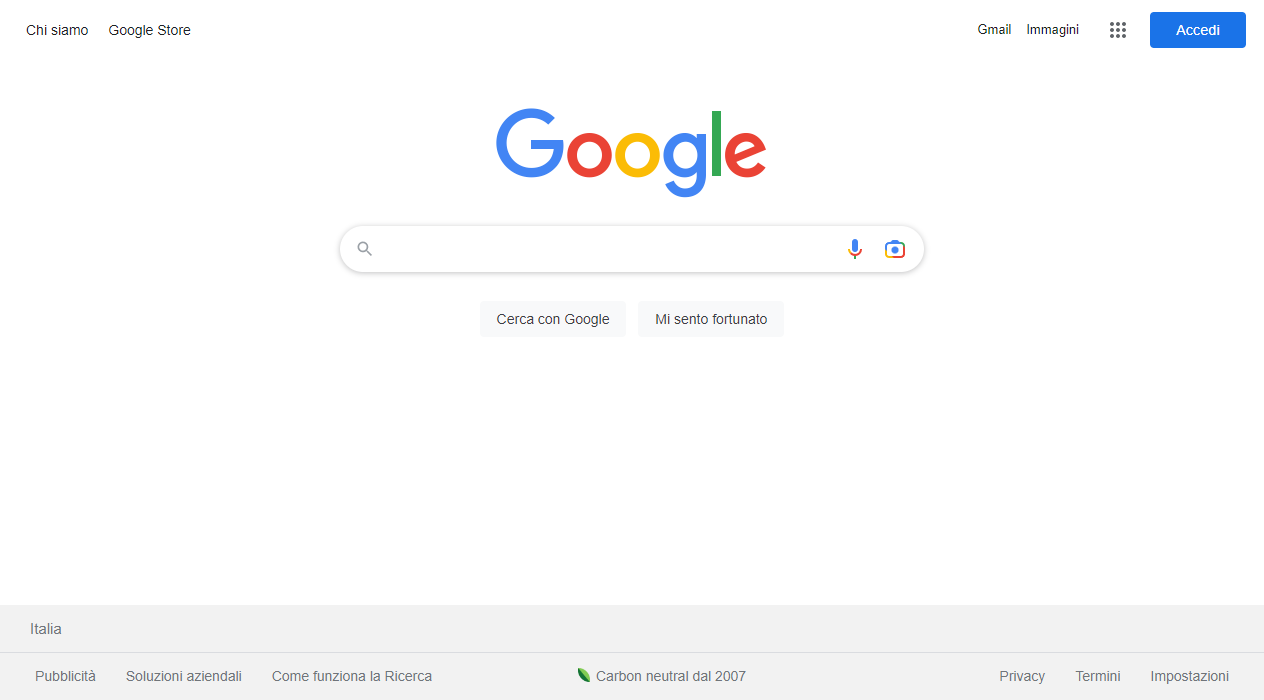 Chi siamo Google Store Gmail Immagini Accedi
Google
Cerca con Google Mi sento fortunato
Italia
Pubblicità Soluzioni aziendali Come funziona la Ricerca Carbon neutral dal 2007 Privacy Termini Impostazioni